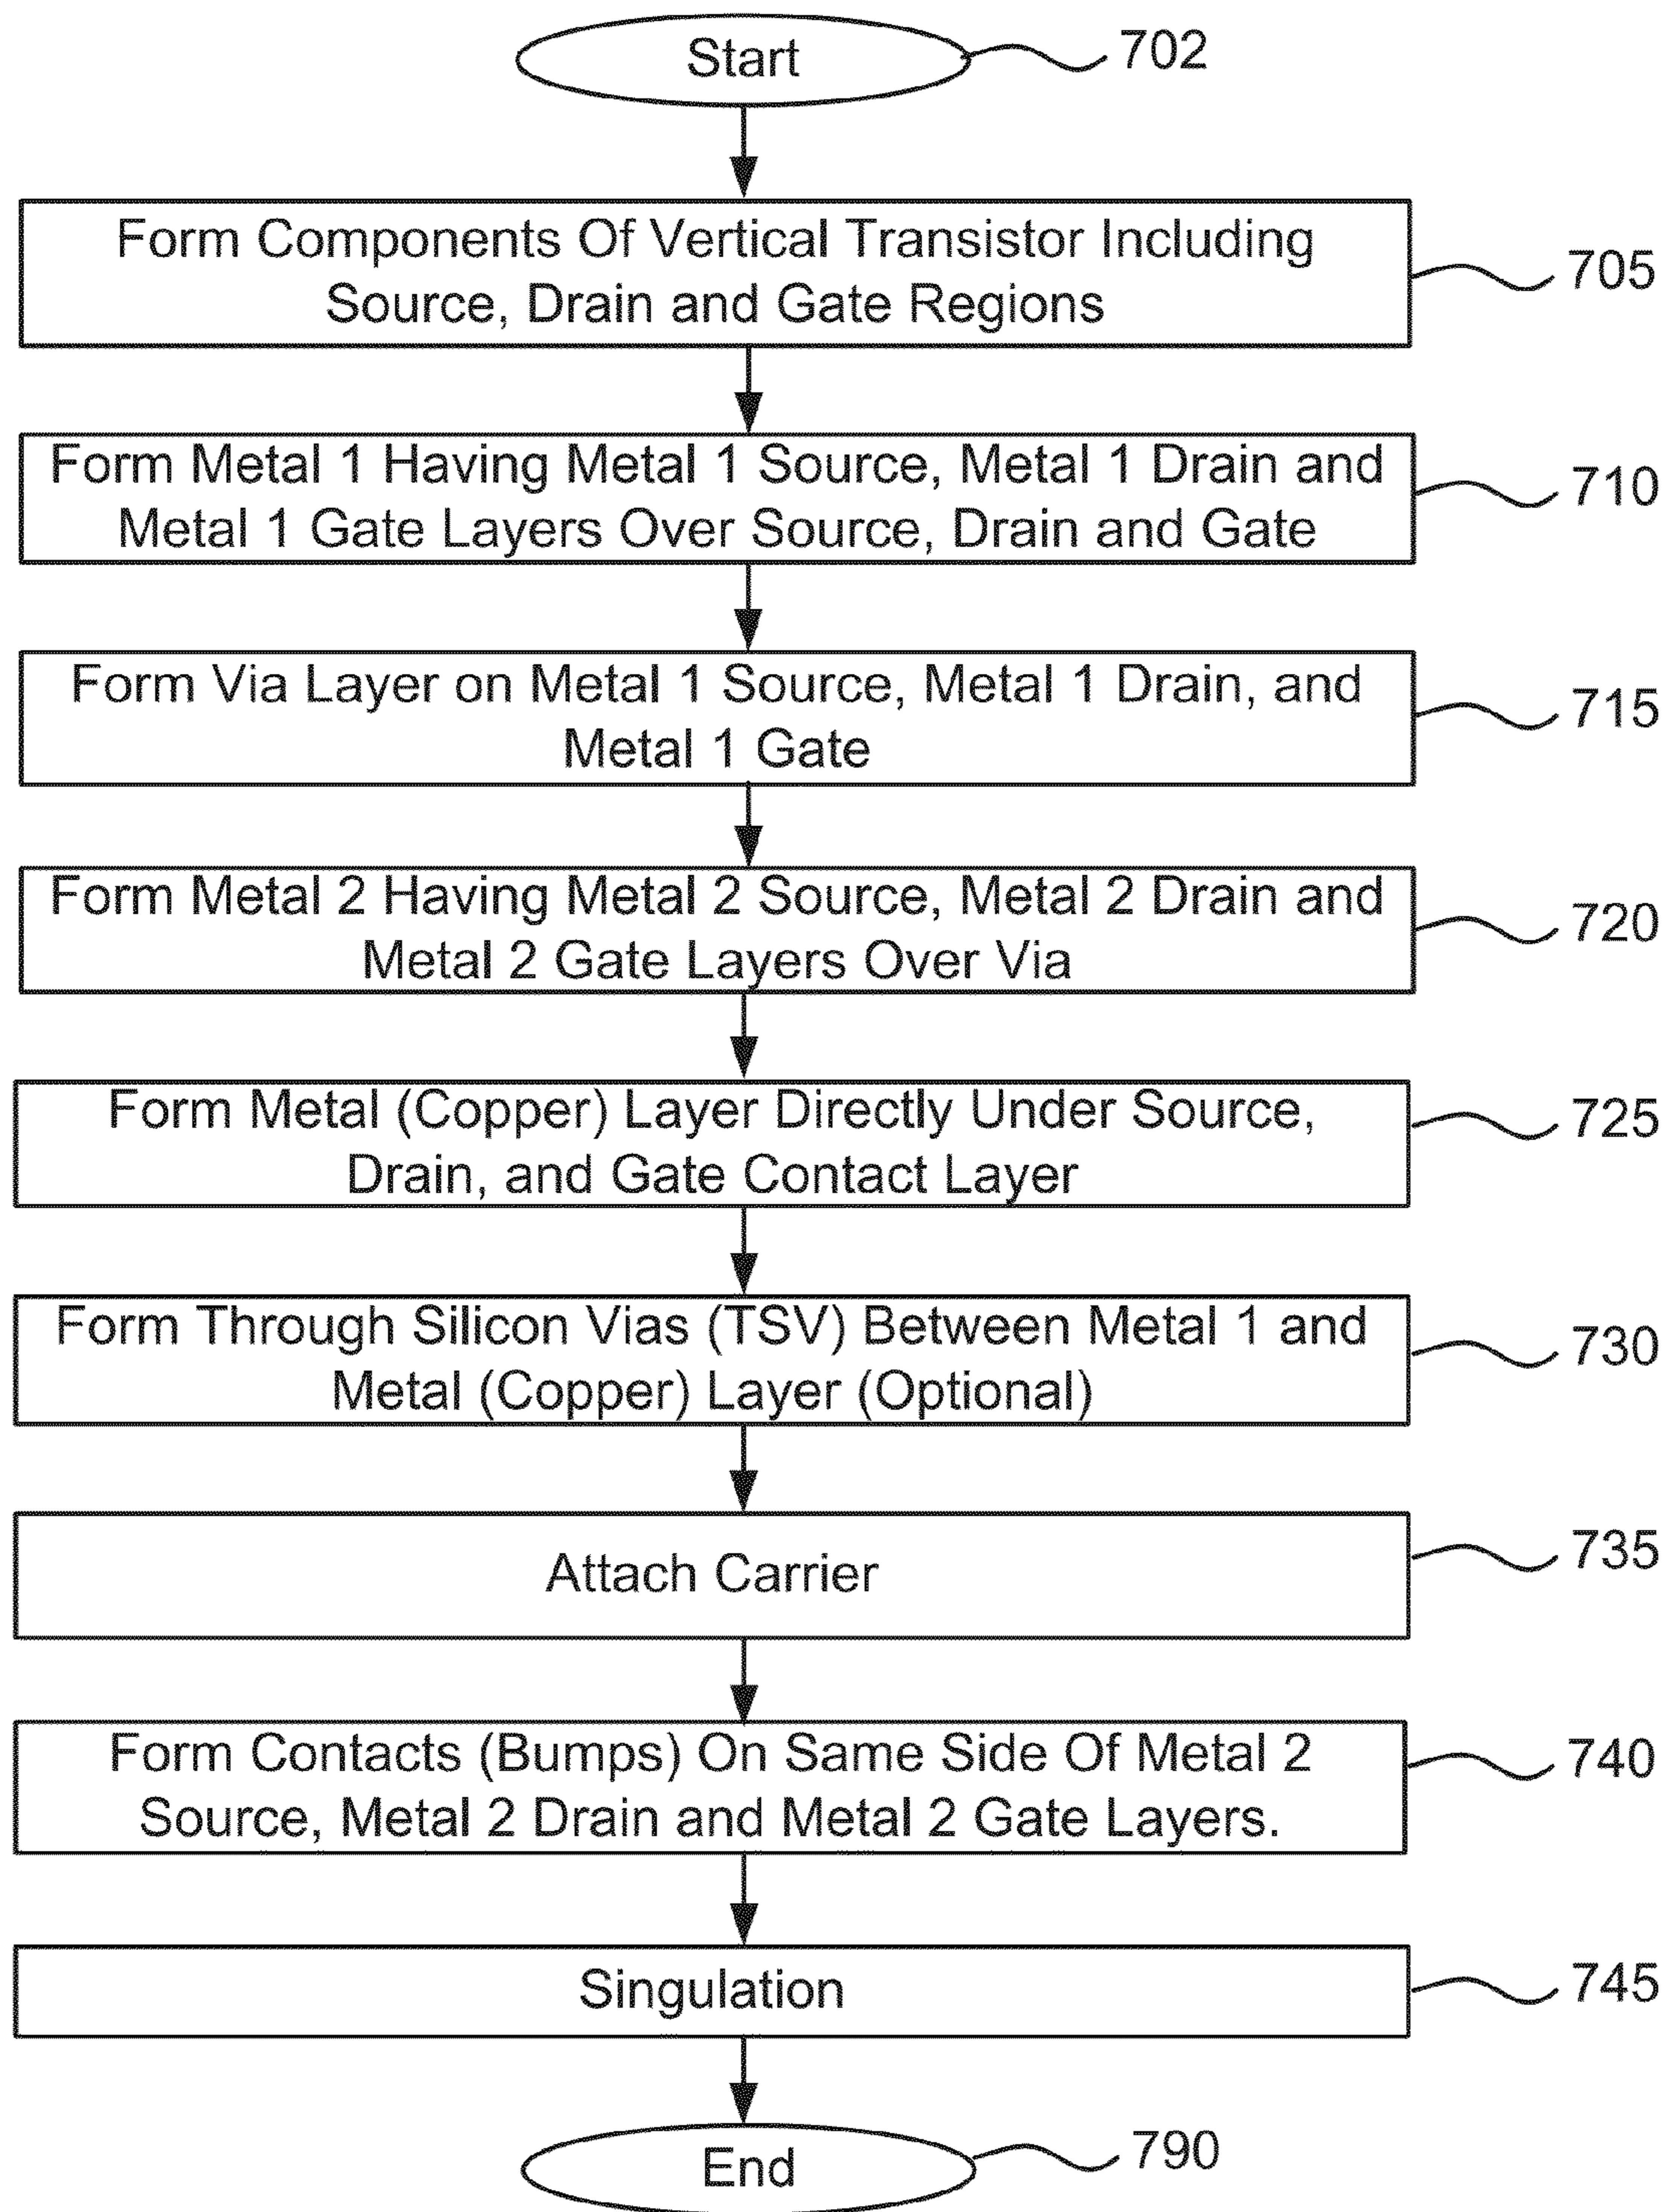 Start
702
Form Components Of Vertical Transistor Including
Source, Drain and Gate Regions
705
Form Metal 1 Having Metal 1 Source, Metal 1 Drain and
Metal 1 Gate Layers Over Source, Drain and Gate
710
Form Via Layer on Metal 1 Source, Metal 1 Drain, and
Metal 1 Gate
715
Form Metal 2 Having Metal 2 Source, Metal 2 Drain and
Metal 2 Gate Layers Over Via
720
Form Metal (Copper) Layer Directly Under Source,
Drain, and Gate Contact Layer
725
Form Through Silicon Vias (TSV) Between Metal 1 and
Metal (Copper) Layer (Optional)
730
Attach Carrier
735
Form Contacts (Bumps) On Same Side Of Metal 2
Source, Metal 2 Drain and Metal 2 Gate Layers.
740
Singulation
745
End
790